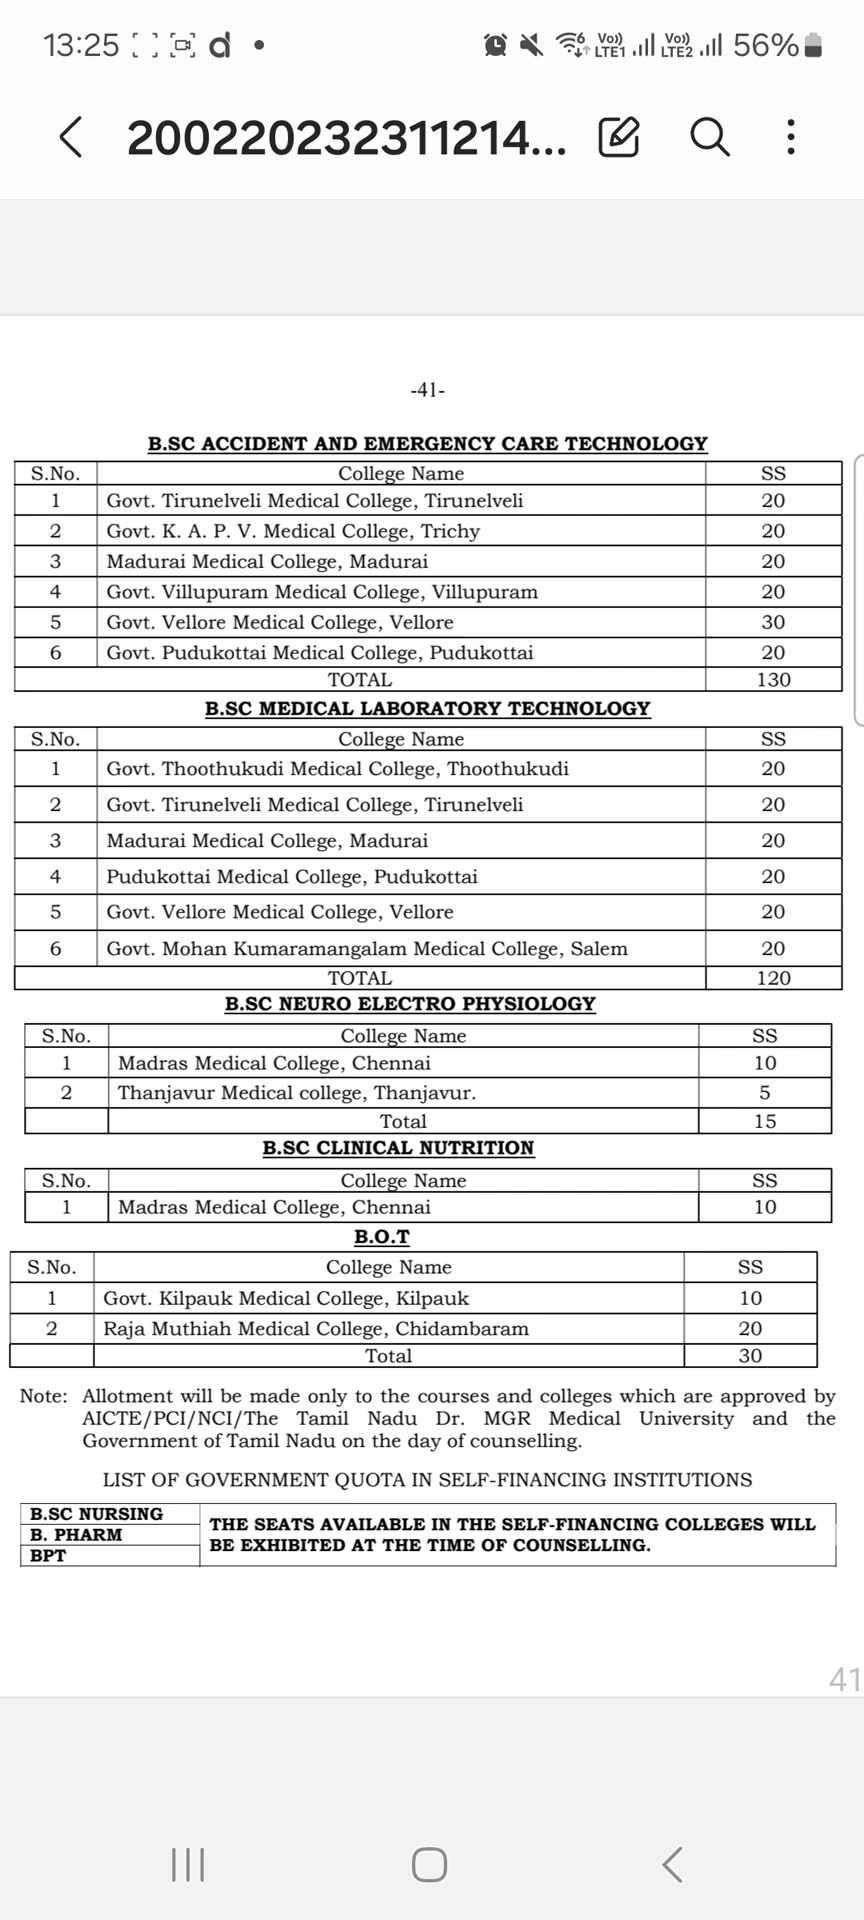 13:25 d • Vo)) LTE1 Vo)) LTE2 56%
200220232311214...
-41-
B.SC ACCIDENT AND EMERGENCY CARE TECHNOLOGY
S.No. College Name SS
1 Govt. Tirunelveli Medical College, Tirunelveli 20
2 Govt. K. A. P. V. Medical College, Trichy 20
3 Madurai Medical College, Madurai 20
4 Govt. Villupuram Medical College, Villupuram 20
5 Govt. Vellore Medical College, Vellore 30
6 Govt. Pudukottai Medical College, Pudukottai 20
TOTAL 130
B.SC MEDICAL LABORATORY TECHNOLOGY
S.No. College Name SS
1 Govt. Thoothukudi Medical College, Thoothukudi 20
2 Govt. Tirunelveli Medical College, Tirunelveli 20
3 Madurai Medical College, Madurai 20
4 Pudukottai Medical College, Pudukottai 20
5 Govt. Vellore Medical College, Vellore 20
6 Govt. Mohan Kumaramangalam Medical College, Salem 20
TOTAL 120
B.SC NEURO ELECTRO PHYSIOLOGY
S.No. College Name SS
1 Madras Medical College, Chennai 10
2 Thanjavur Medical college, Thanjavur. 5
Total 15
B.SC CLINICAL NUTRITION
S.No. College Name SS
1 Madras Medical College, Chennai 10
B.O.T
S.No. College Name SS
1 Govt. Kilpauk Medical College, Kilpauk 10
2 Raja Muthiah Medical College, Chidambaram 20
Total 30
Note: Allotment will be made only to the courses and colleges which are approved by
AICTE/PCI/NCI/The Tamil Nadu Dr. MGR Medical University and the
Government of Tamil Nadu on the day of counselling.
LIST OF GOVERNMENT QUOTA IN SELF-FINANCING INSTITUTIONS
B.SC NURSING
B. PHARM
BPT
THE SEATS AVAILABLE IN THE SELF-FINANCING COLLEGES WILL
BE EXHIBITED AT THE TIME OF COUNSELLING.
41